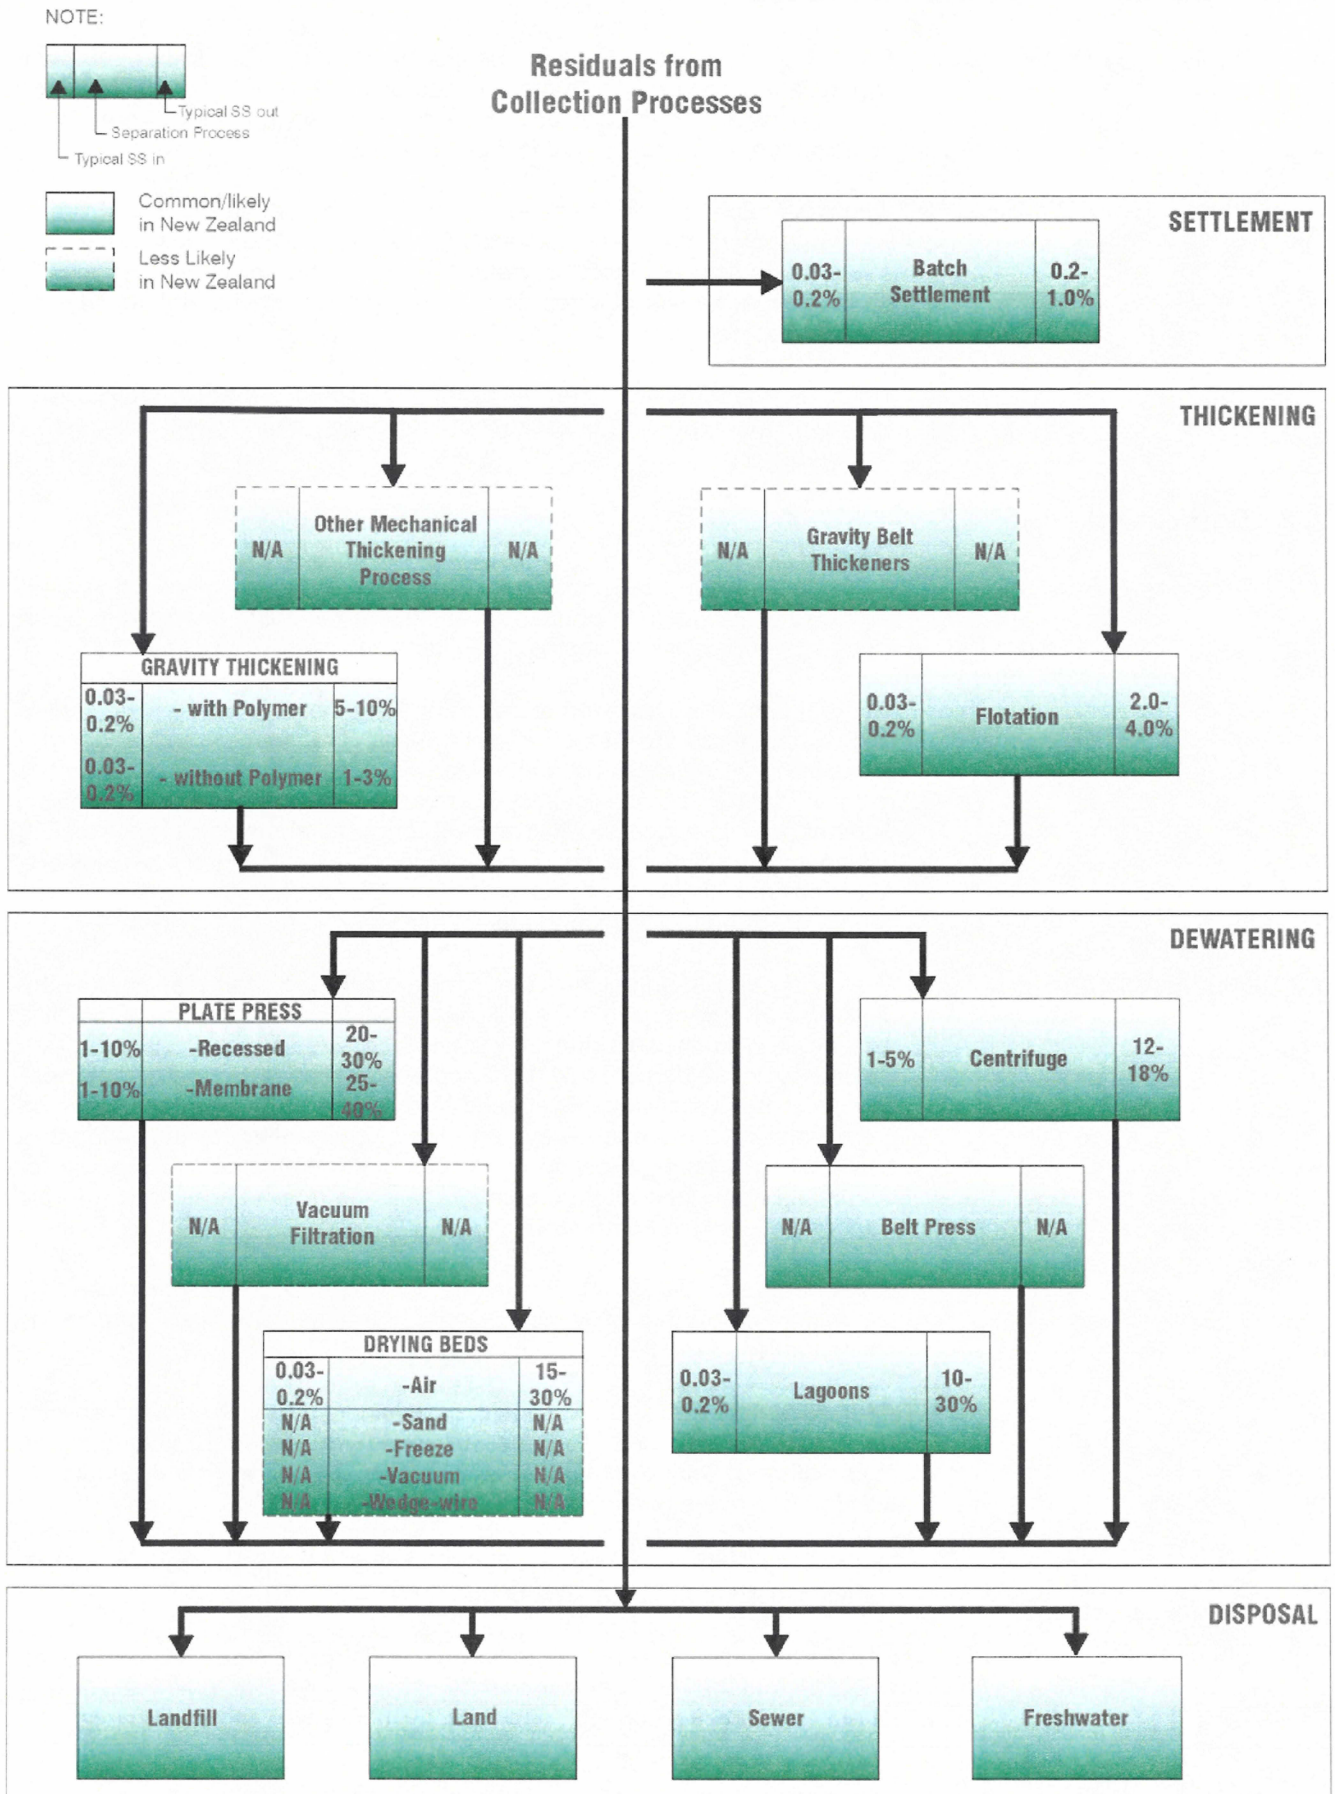 NOTE:
Typical SS out
Separation Process
Typical SS in
Common/likely
in New Zealand
Less Likely
in New Zealand
Residuals from
Collection Processes
SETTLEMENT
0.03-
0.2%
Batch
Settlement
0.2-
1.0%
THICKENING
N/A
Other Mechanical
Thickening
Process
N/A
N/A
Gravity Belt
Thickeners
N/A
GRAVITY THICKENING
0.03-
0.2%
- with Polymer
5-10%
0.03-
0.2%
- without Polymer
1-3%
0.03-
0.2%
Flotation
2.0-
4.0%
DEWATERING
PLATE PRESS
1-10%
-Recessed
20-
30%
1-10%
-Membrane
25-
40%
1-5%
Centrifuge
12-
18%
N/A
Vacuum
Filtration
N/A
N/A
Belt Press
N/A
DRYING BEDS
0.03-
0.2%
-Air
15-
30%
N/A -Sand N/A
N/A -Freeze N/A
N/A -Vacuum N/A
N/A -Wedge-wire N/A
0.03-
0.2%
Lagoons
10-
30%
DISPOSAL
Landfill
Land
Sewer
Freshwater